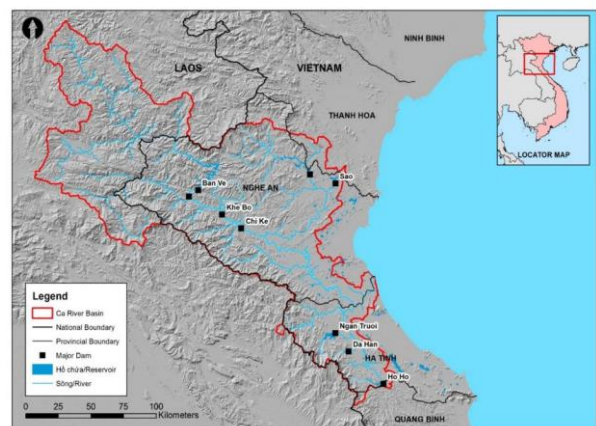 NINH BINH
LAOS
VIETNAM
THANH HOA
LOCATOR MAP
Sao
Ban Ve
NGHE AN
Khe Bo
Chi Ke
Legend
Ca River Basin
National Boundary
Provincial Boundary
Major Dam
Hồ chứa/Reservoir
Sông/River
Ngan Truoi
Da Han
HA TINH
Ho Ho
QUANG BINH
0 25 50 100
Kilometers